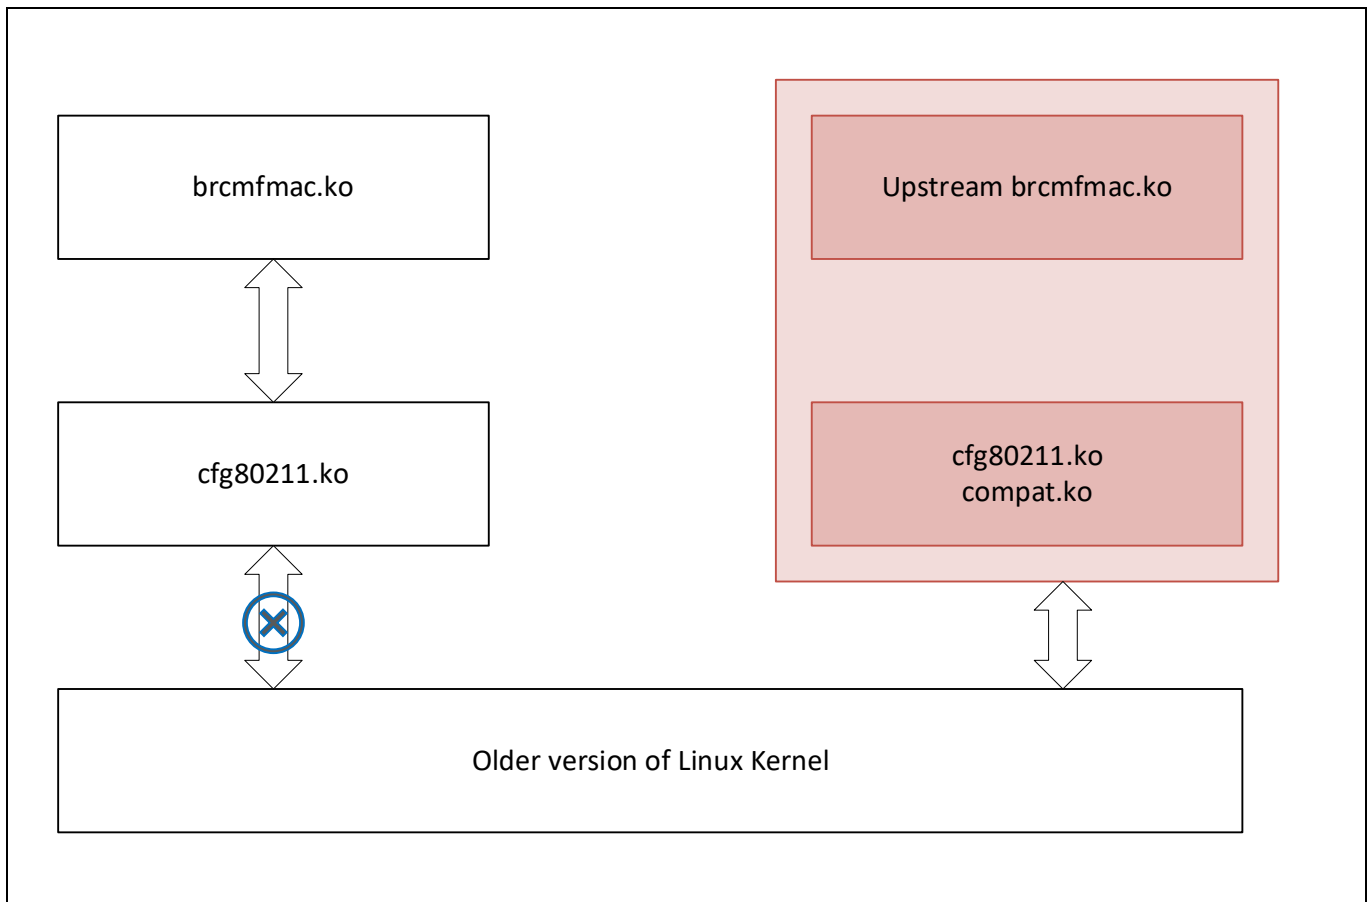 brcmfmac.ko
Upstream brcmfmac.ko
cfg80211.ko
cfg80211.ko
compat.ko
Older version of Linux Kernel